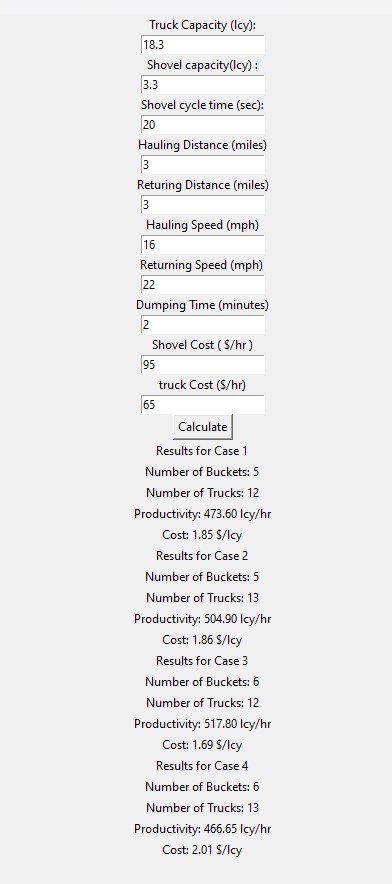 Truck Capacity (lcy):
18.3
Shovel capacity(lcy) :
3.3
Shovel cycle time (sec):
20
Hauling Distance (miles)
3
Returing Distance (miles)
3
Hauling Speed (mph)
16
Returning Speed (mph)
22
Dumping Time (minutes)
2
Shovel Cost ( $/hr )
95
truck Cost ($/hr)
65
Calculate
Results for Case 1
Number of Buckets: 5
Number of Trucks: 12
Productivity: 473.60 lcy/hr
Cost: 1.85 $/lcy
Results for Case 2
Number of Buckets: 5
Number of Trucks: 13
Productivity: 504.90 lcy/hr
Cost: 1.86 $/lcy
Results for Case 3
Number of Buckets: 6
Number of Trucks: 12
Productivity: 517.80 lcy/hr
Cost: 1.69 $/lcy
Results for Case 4
Number of Buckets: 6
Number of Trucks: 13
Productivity: 466.65 lcy/hr
Cost: 2.01 $/lcy